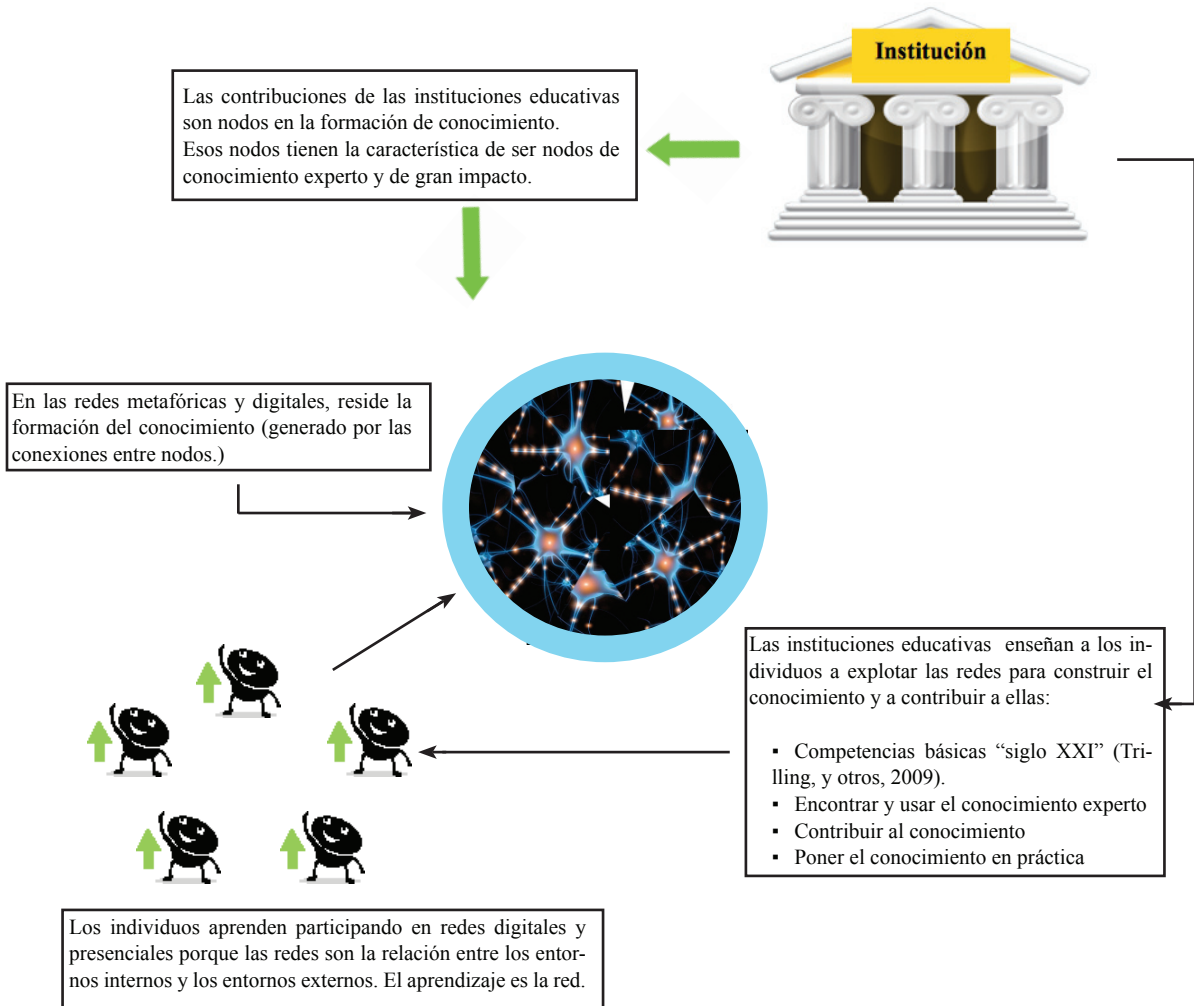 Institución
Las contribuciones de las instituciones educativas
son nodos en la formación de conocimiento.
Esos nodos tienen la característica de ser nodos de
conocimiento experto y de gran impacto.
En las redes metafóricas y digitales, reside la
formación del conocimiento (generado por las
conexiones entre nodos.)
Las instituciones educativas enseñan a los in-
dividuos a explotar las redes para construir el
conocimiento y a contribuir a ellas:
▪ Competencias básicas “siglo XXI” (Tri-
lling, y otros, 2009).
▪ Encontrar y usar el conocimiento experto
▪ Contribuir al conocimiento
▪ Poner el conocimiento en práctica
Los individuos aprenden participando en redes digitales y
presenciales porque las redes son la relación entre los entor-
nos internos y los entornos externos. El aprendizaje es la red.